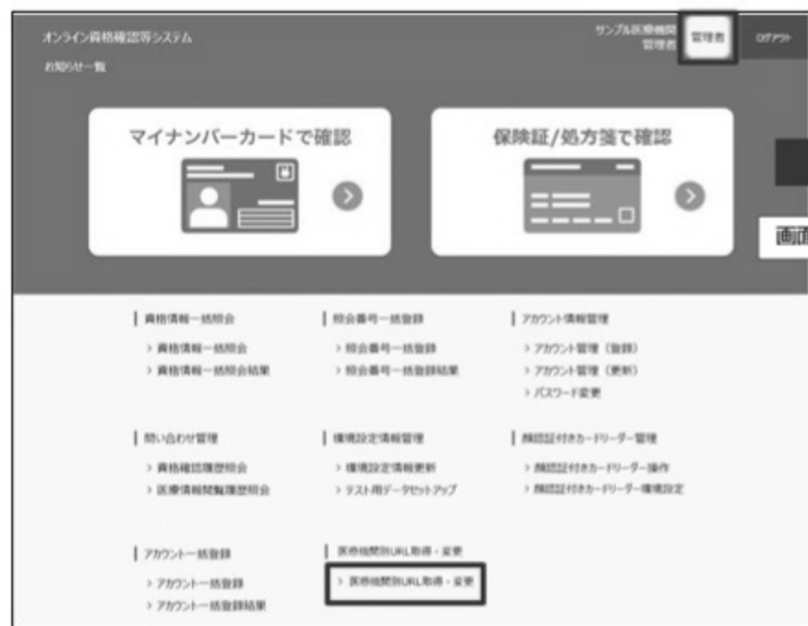 オンライン資格確認等システム
サンプル医療機関
管理者
管理者
ログアウト
お知らせ一覧
マイナンバーカードで確認
保険証/処方箋で確認
画面
資格情報一括照会
照会番号一括登録
アカウント情報管理
> 資格情報一括照会
> 照会番号一括登録
> アカウント管理（登録）
> 資格情報一括照会結果
> 照会番号一括登録結果
> アカウント管理（更新）
> パスワード変更
問い合わせ管理
環境設定情報管理
顔認証付きカードリーダー管理
> 資格確認履歴照会
> 環境設定情報更新
> 顔認証付きカードリーダー操作
> 医療情報閲覧履歴照会
> テスト用データセットアップ
> 顔認証付きカードリーダー環境設定
アカウント一括登録
医療機関別URL取得・変更
> アカウント一括登録
> 医療機関別URL取得・変更
> アカウント一括登録結果